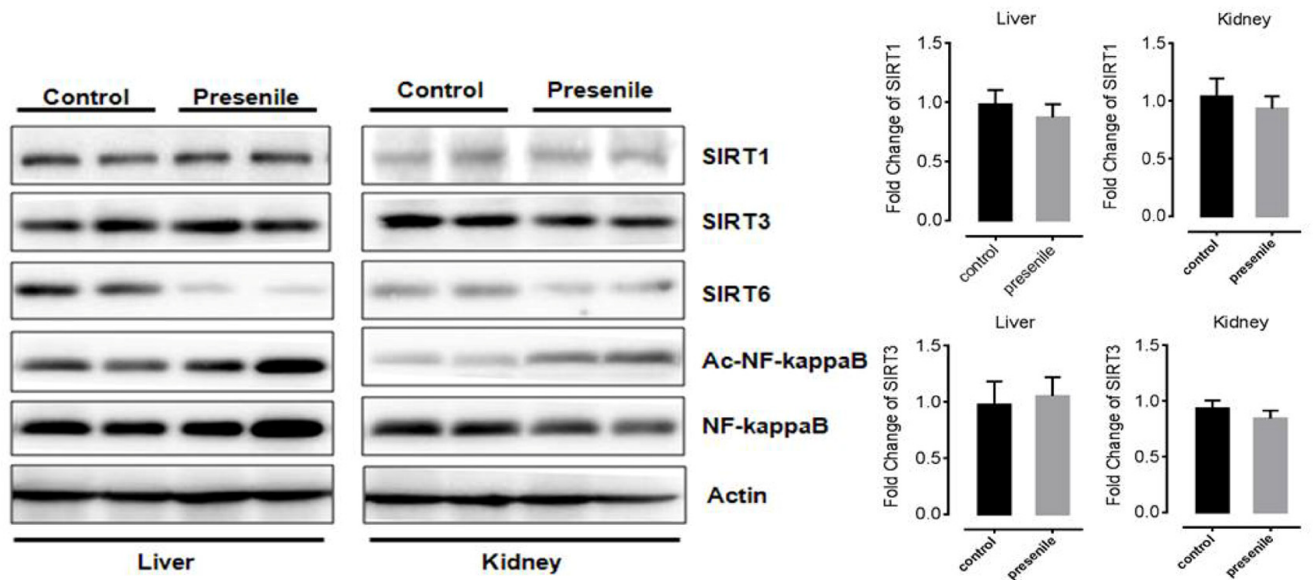 Control Presenile
Control Presenile
SIRT1
SIRT3
SIRT6
Ac-NF-kappaB
NF-kappaB
Actin
Liver
Kidney
Liver
Fold Change of SIRT1
1.5
1.0
0.5
0.0
control
presenile
Kidney
Fold Change of SIRT1
1.5
1.0
0.5
0.0
control
presenile
Liver
Fold Change of SIRT3
1.5
1.0
0.5
0.0
control
presenile
Kidney
Fold Change of SIRT3
1.5
1.0
0.5
0.0
control
presenile